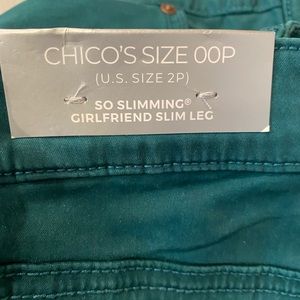 CHICO'S SIZE 00P
(U.S. SIZE 2P)
SO SLIMMING®
GIRLFRIEND SLIM LEG